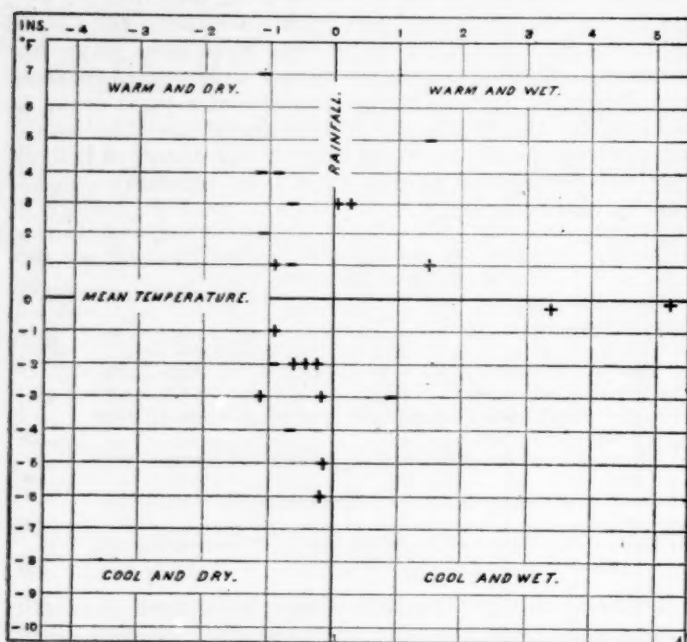 INS. -4 -3 -2 -1 0 1 2 3 4 5
°F
7
WARM AND DRY. WARM AND WET.
6
RAINFALL.
5
4
3
2
1
0 MEAN TEMPERATURE.
-1
-2
-3
-4
-5
-6
-7
-8
COOL AND DRY. COOL AND WET.
-9
-10